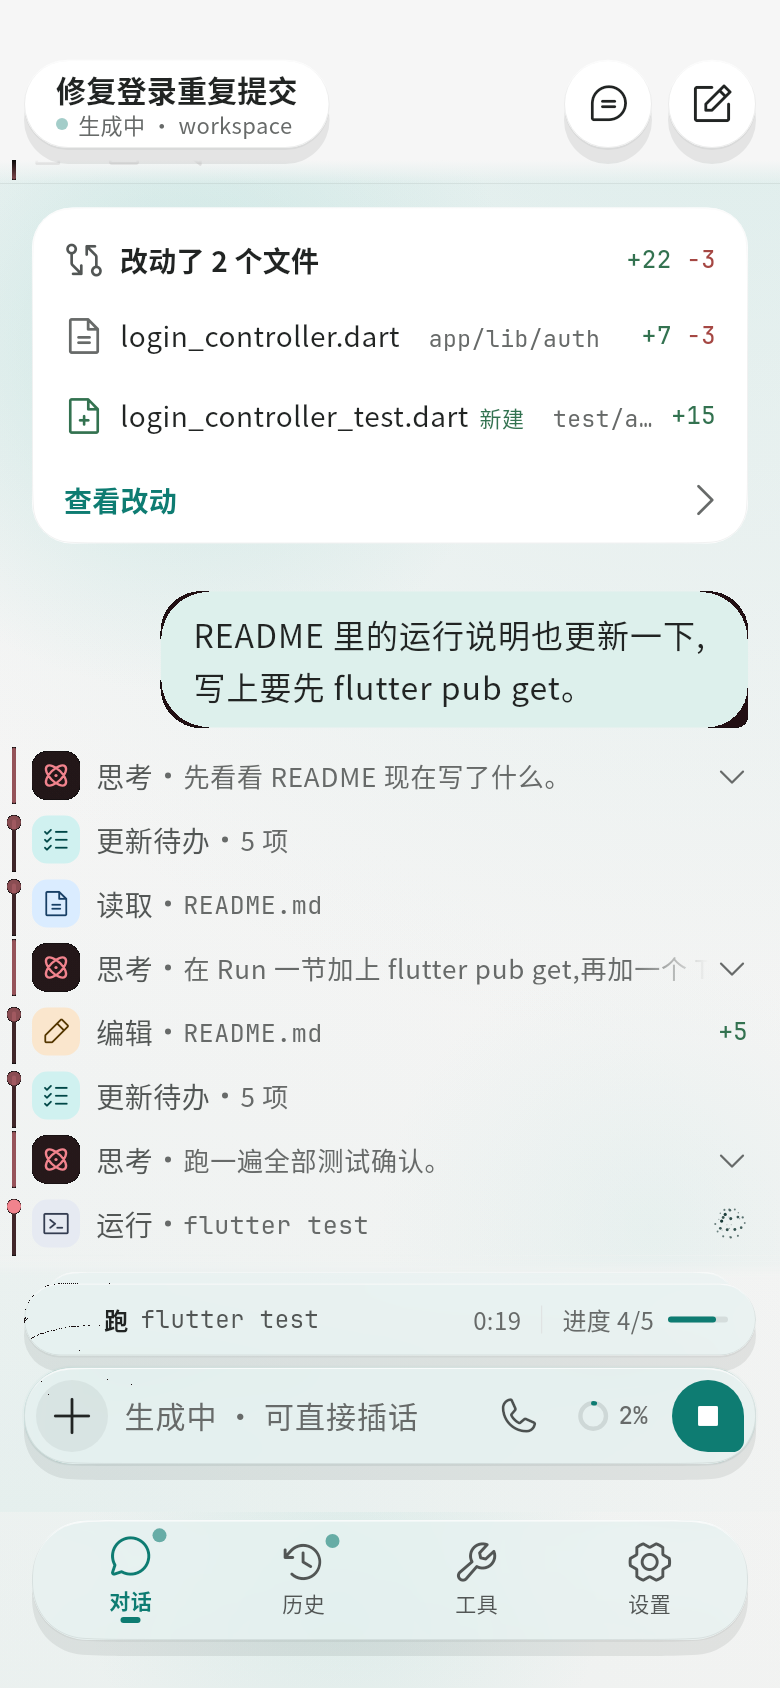 修复登录重复提交
生成中 • workspace
改动了 2 个文件 +22 -3
login_controller.dart app/lib/auth +7 -3
login_controller_test.dart 新建 test/a… +15
查看改动
README 里的运行说明也更新一下,
写上要先 flutter pub get。
思考 • 先看看 README 现在写了什么。
更新待办 • 5 项
读取 • README.md
思考 • 在 Run 一节加上 flutter pub get,再加一个
编辑 • README.md +5
更新待办 • 5 项
思考 • 跑一遍全部测试确认。
运行 • flutter test
跑 flutter test 0:19 进度 4/5
生成中 • 可直接插话 2%
对话 历史 工具 设置